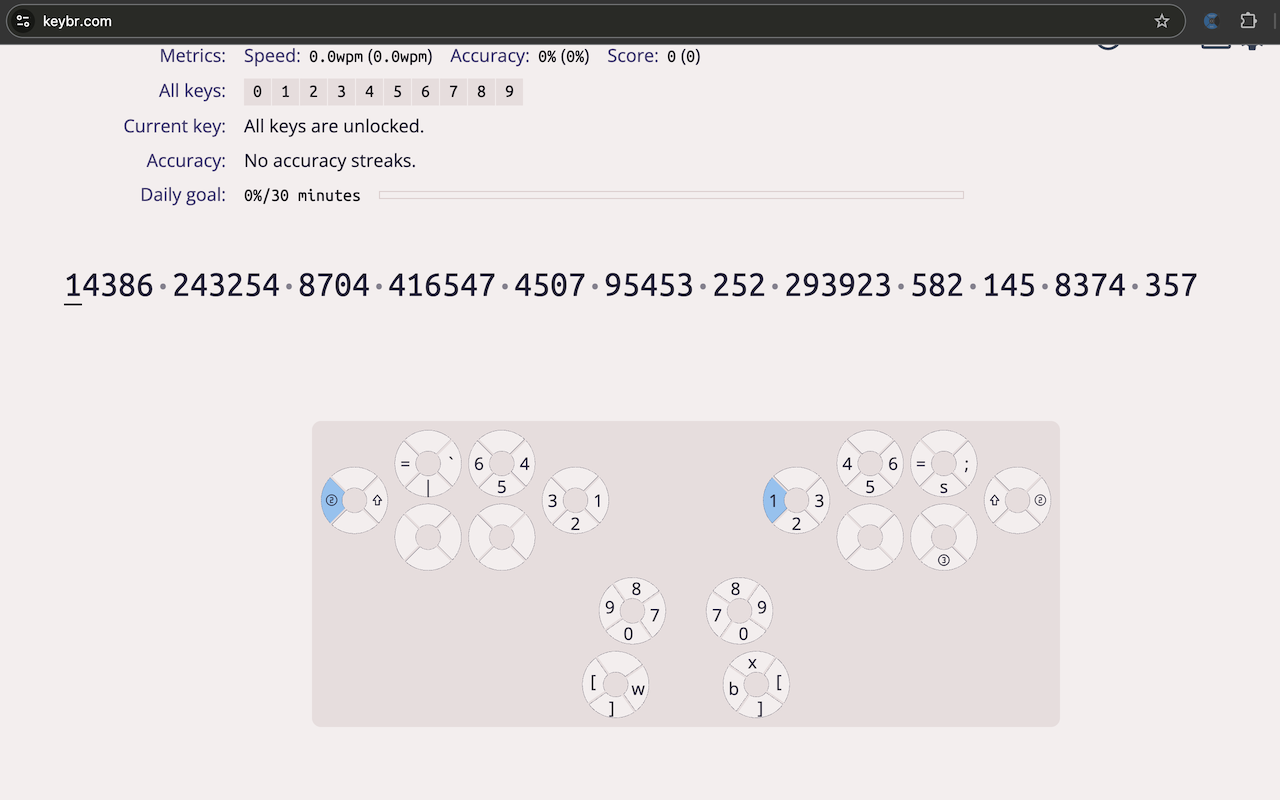 keybr.com
Metrics: Speed: 0.0wpm (0.0wpm) Accuracy: 0% (0%) Score: 0 (0)
All keys: 0 1 2 3 4 5 6 7 8 9
Current key: All keys are unlocked.
Accuracy: No accuracy streaks.
Daily goal: 0%/30 minutes
14386·243254·8704·416547·4507·95453·252·293923·582·145·8374·357
= ` 6 4 4 6 = ;
| 5 5 s
② ⇧ 3 1 1 3 ⇧ ②
2 2
③
8 8
9 7 7 9
0 0
x
[ w b [
] ]